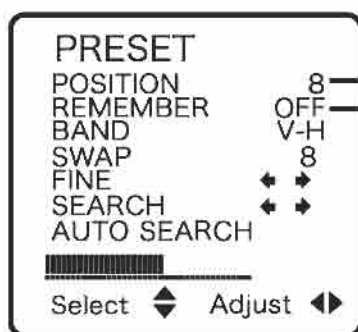 PRESET
POSITION 8
REMEMBER OFF
BAND V-H
SWAP 8
FINE
SEARCH
AUTO SEARCH
Select Adjust